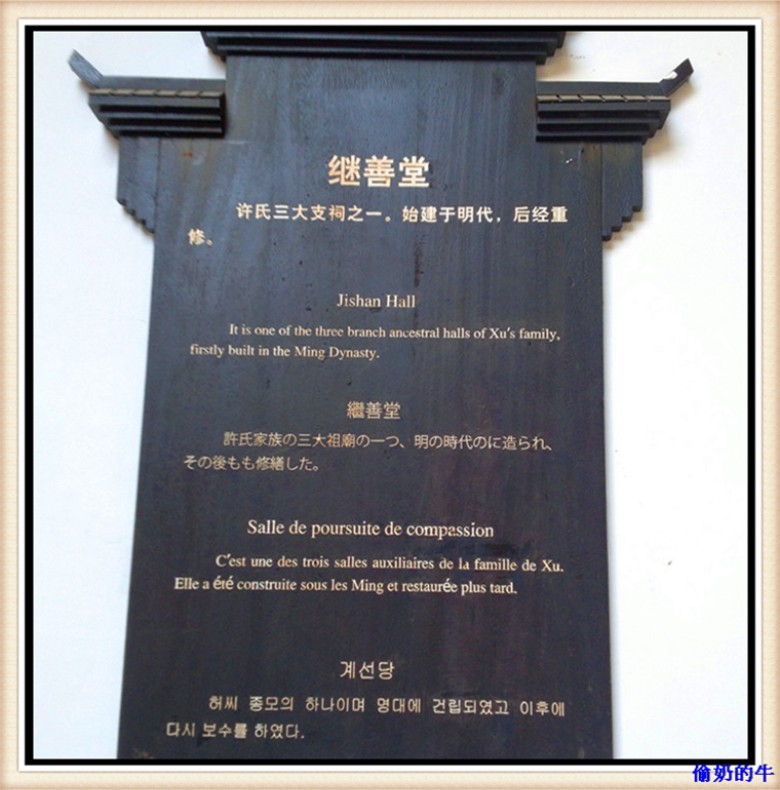 继善堂
许氏三大支祠之一。始建于明代，后经重
修。
Jishan Hall
It is one of the three branch ancestral halls of Xu's family,
firstly built in the Ming Dynasty.
繼善堂
許氏家族の三大祖廟の一つ、明の時代のに造られ、
その後もも修繕した。
Salle de poursuite de compassion
C'est une des trois salles auxiliaires de la famille de Xu.
Elle a été construite sous les Ming et restaurée plus tard.
계선당
허씨 종모의 하나이며 명대에 건립되였고 이후에
다시 보수를 하였다.
偷奶的牛